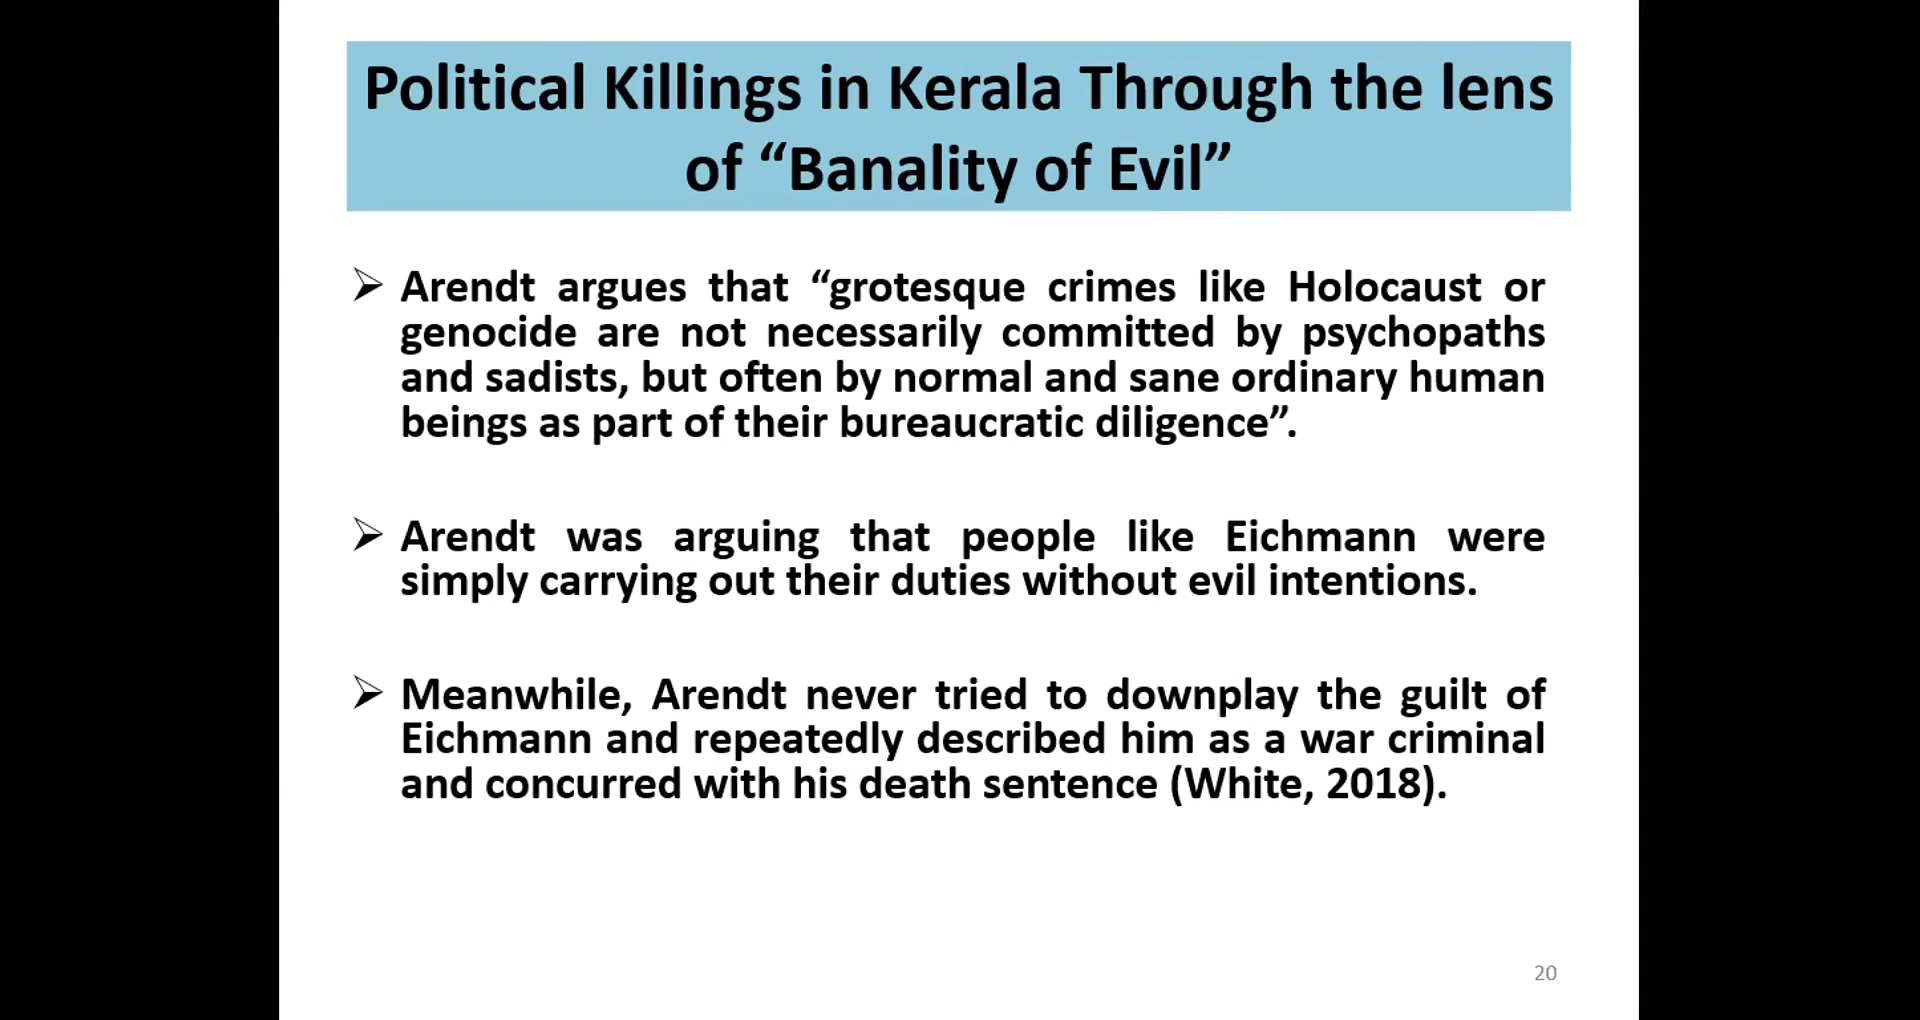 Political Killings in Kerala Through the lens
of “Banality of Evil”
➢ Arendt argues that “grotesque crimes like Holocaust or
genocide are not necessarily committed by psychopaths
and sadists, but often by normal and sane ordinary human
beings as part of their bureaucratic diligence”.
➢ Arendt was arguing that people like Eichmann were
simply carrying out their duties without evil intentions.
➢ Meanwhile, Arendt never tried to downplay the guilt of
Eichmann and repeatedly described him as a war criminal
and concurred with his death sentence (White, 2018).
20